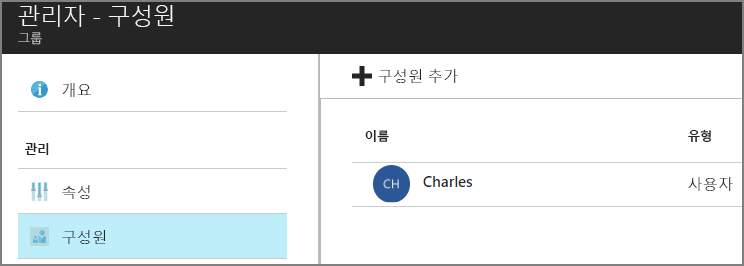 관리자 - 구성원
그룹
개요
관리
속성
구성원
구성원 추가
이름 유형
CH Charles 사용자